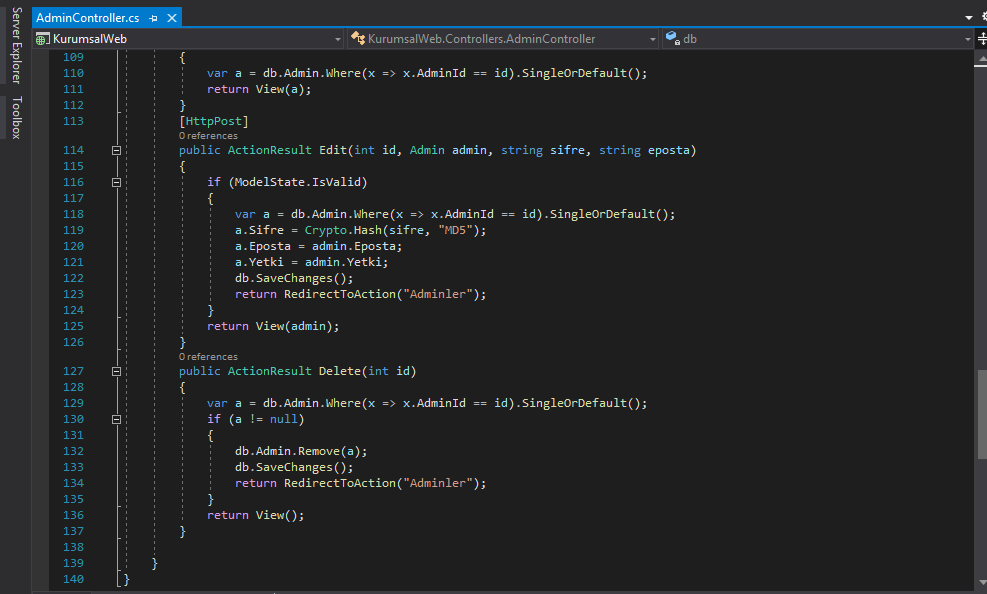 Server Explorer
Toolbox
AdminController.cs
KurumsalWeb
KurumsalWeb.Controllers.AdminController
db
109 {
110 var a = db.Admin.Where(x => x.AdminId == id).SingleOrDefault();
111 return View(a);
112 }
113 [HttpPost]
0 references
114 public ActionResult Edit(int id, Admin admin, string sifre, string eposta)
115 {
116 if (ModelState.IsValid)
117 {
118 var a = db.Admin.Where(x => x.AdminId == id).SingleOrDefault();
119 a.Sifre = Crypto.Hash(sifre, "MD5");
120 a.Eposta = admin.Eposta;
121 a.Yetki = admin.Yetki;
122 db.SaveChanges();
123 return RedirectToAction("Adminler");
124 }
125 return View(admin);
126 }
0 references
127 public ActionResult Delete(int id)
128 {
129 var a = db.Admin.Where(x => x.AdminId == id).SingleOrDefault();
130 if (a != null)
131 {
132 db.Admin.Remove(a);
133 db.SaveChanges();
134 return RedirectToAction("Adminler");
135 }
136 return View();
137 }
138
139 }
140 }